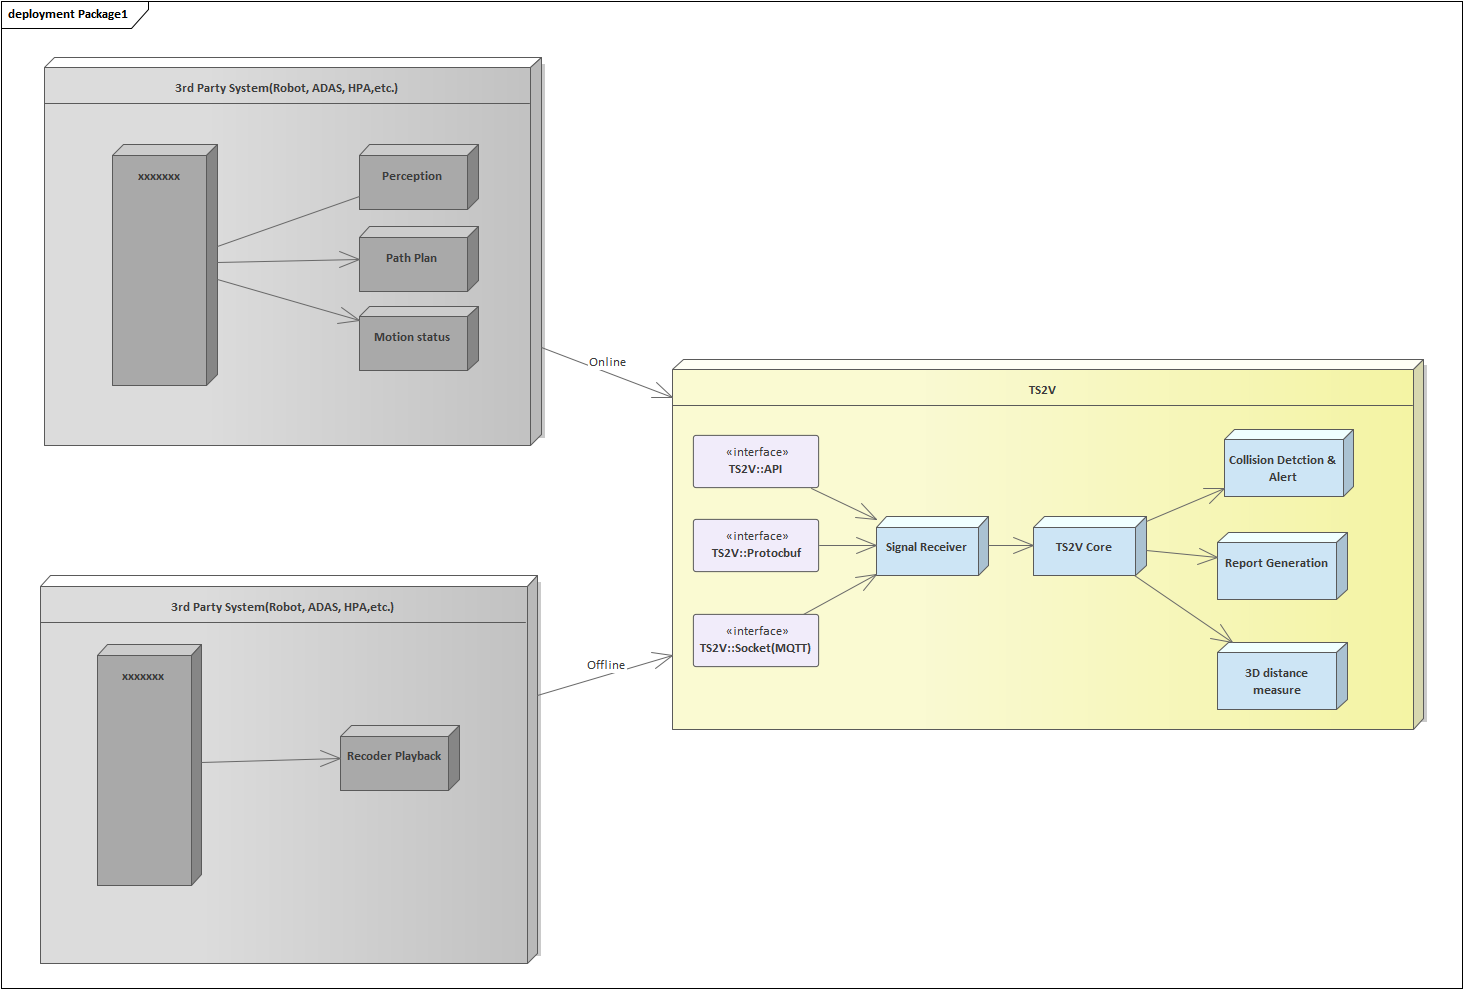 deployment Package1
3rd Party System(Robot, ADAS, HPA,etc.)
xxxxxxx
Perception
Path Plan
Motion status
Online
TS2V
«interface»
TS2V::API
«interface»
TS2V::Protocbuf
«interface»
TS2V::Socket(MQTT)
Signal Receiver
TS2V Core
Collision Detction &
Alert
Report Generation
3D distance
measure
3rd Party System(Robot, ADAS, HPA,etc.)
xxxxxxx
Recoder Playback
Offline